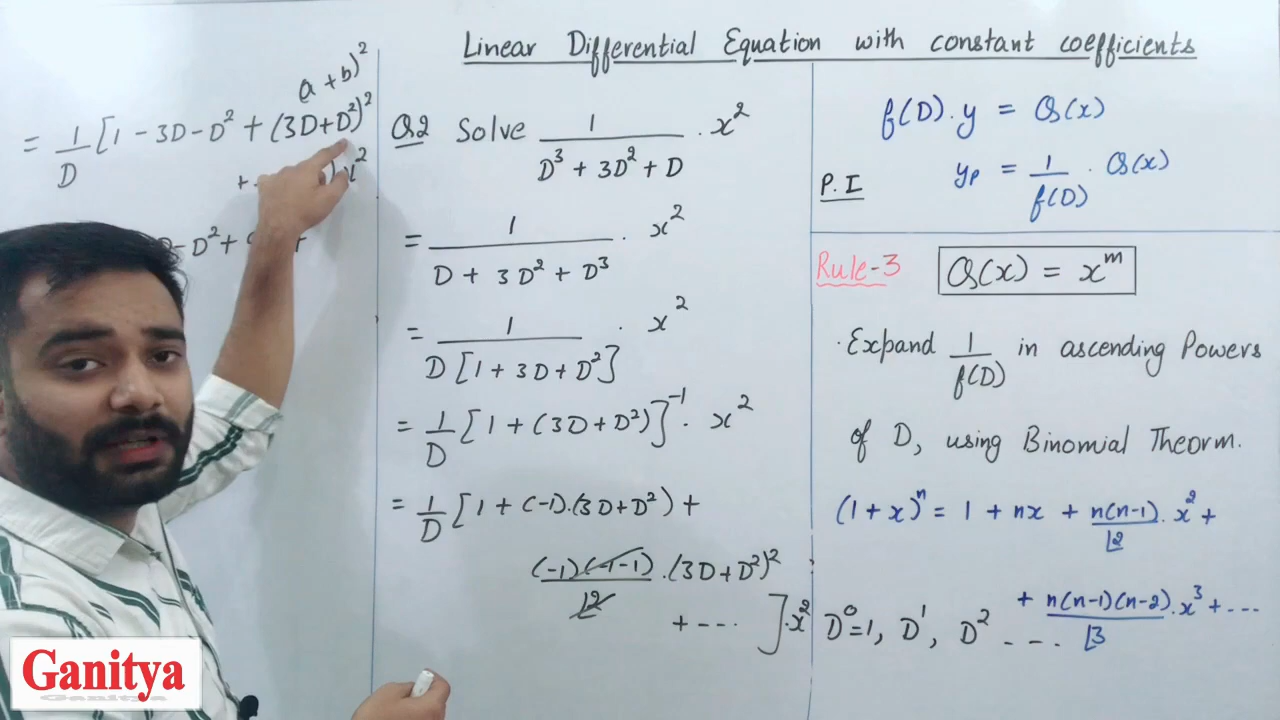 Linear Differential Equation with constant coefficients
a + b)²
= 1/D [1 - 3D - D² + (3D + D²)²
x²
- D² +
Q2 Solve 1/(D³ + 3D² + D) . x²
= 1/(D + 3D² + D³) . x²
= 1/(D[1 + 3D + D²]) . x²
= 1/D [1 + (3D + D²)]⁻¹ . x²
= 1/D [1 + (-1).(3D + D²) +
(-1)(-1-1)/⌊2 . (3D + D²)²
+ --- ] . x²
f(D).y = Q(x)
P.I yₚ = 1/f(D) . Q(x)
Rule-3 Q(x) = xᵐ
. Expand 1/f(D) in ascending Powers
of D, using Binomial Theorm.
(1 + x)ⁿ = 1 + nx + n(n-1)/⌊2 . x² +
+ n(n-1)(n-2)/⌊3 . x³ + ----
D⁰=1, D¹, D² - - - .
Ganitya